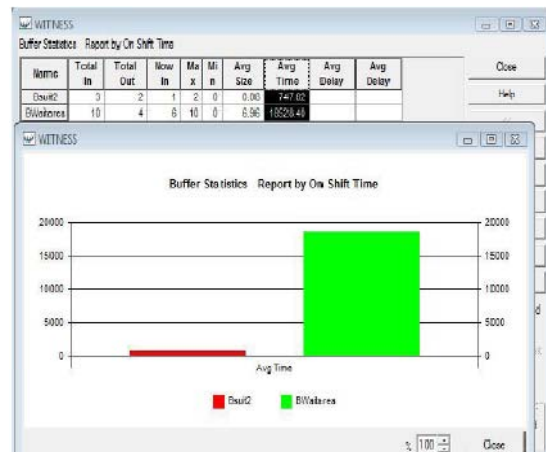 WITNESS
Buffer Statistics Report by On Shift Time
Name Total In Total Out Now In Max Min Avg Size Avg Time Avg Delay Avg Delay
Bsuit2 3 2 1 2 0 0.08 747.02
BWaitarea 10 4 6 10 0 6.96 18528.40
Close
Help
WITNESS
Buffer Statistics Report by On Shift Time
20000 20000
15000 15000
10000 10000
5000 5000
0 0
Avg Time
Bsuit2 BWaitarea
% 100 Close